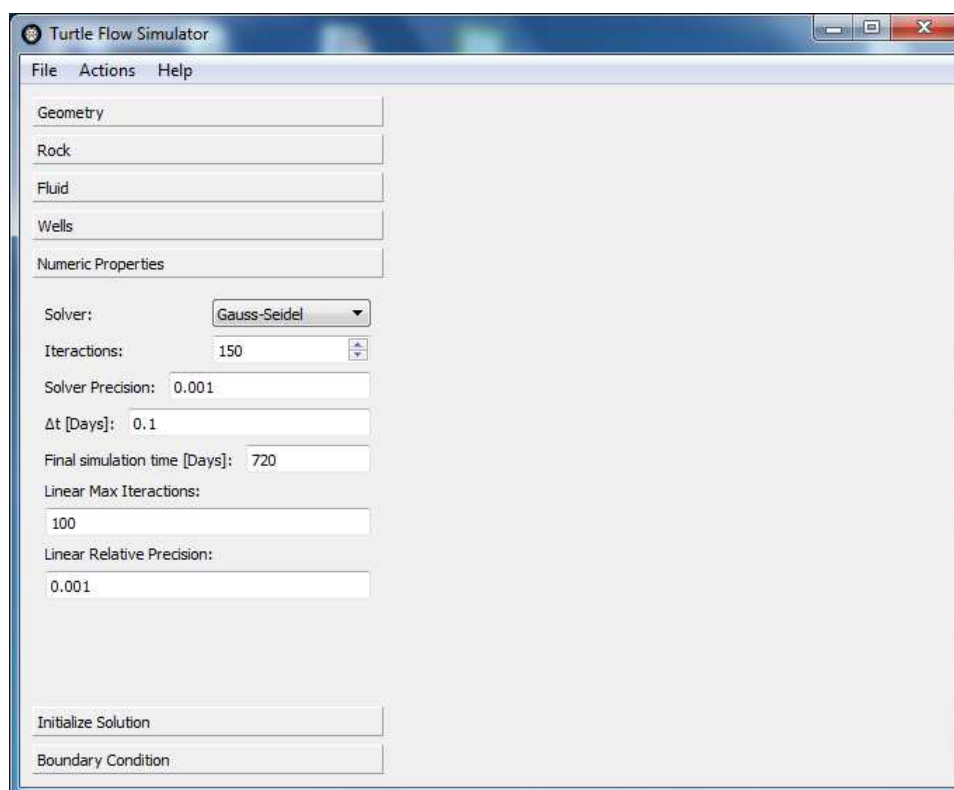 Turtle Flow Simulator
File Actions Help
Geometry
Rock
Fluid
Wells
Numeric Properties
Solver: Gauss-Seidel
Iteractions: 150
Solver Precision: 0.001
Δt [Days]: 0.1
Final simulation time [Days]: 720
Linear Max Iteractions:
100
Linear Relative Precision:
0.001
Initialize Solution
Boundary Condition